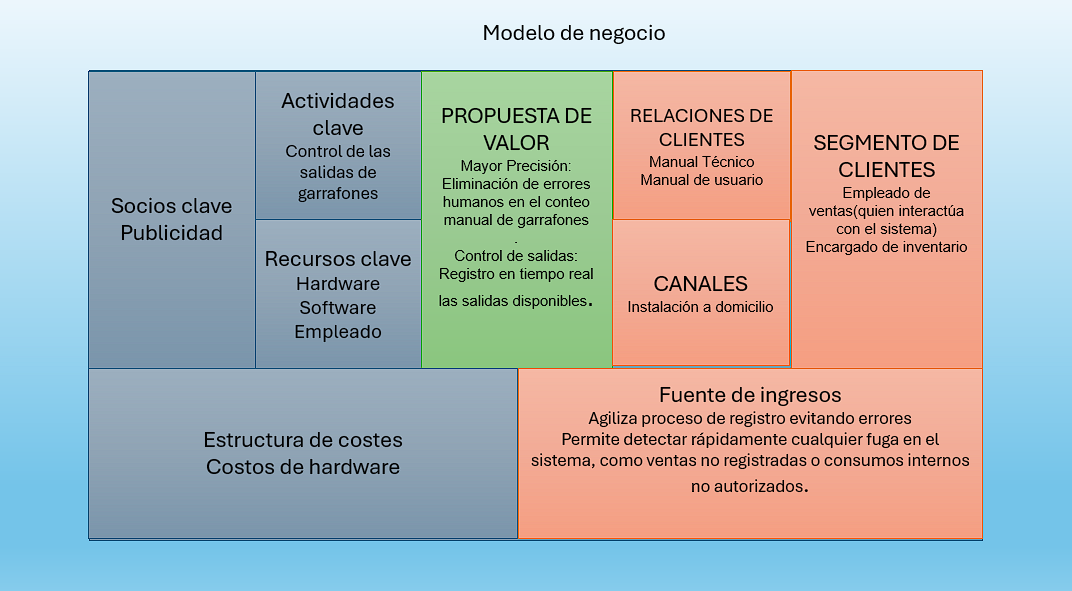 Modelo de negocio
Socios clave
Publicidad
Actividades
clave
Control de las
salidas de
garrafones
Recursos clave
Hardware
Software
Empleado
PROPUESTA DE
VALOR
Mayor Precisión:
Eliminación de errores
humanos en el conteo
manual de garrafones
.
Control de salidas:
Registro en tiempo real
las salidas disponibles.
RELACIONES DE
CLIENTES
Manual Técnico
Manual de usuario
CANALES
Instalación a domicilio
SEGMENTO DE
CLIENTES
Empleado de
ventas(quien interactúa
con el sistema)
Encargado de inventario
Estructura de costes
Costos de hardware
Fuente de ingresos
Agiliza proceso de registro evitando errores
Permite detectar rápidamente cualquier fuga en el
sistema, como ventas no registradas o consumos internos
no autorizados.